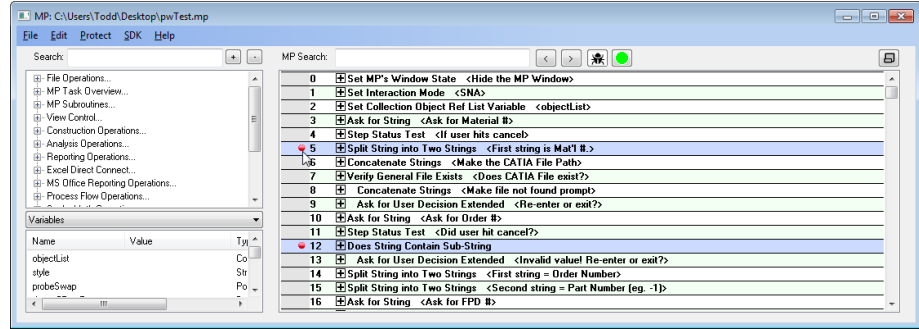 MP: C:\Users\Todd\Desktop\pwTest.mp
File Edit Protect SDK Help
Search: + - MP Search: < >
File Operations...
MP Task Overview...
MP Subroutines...
View Control...
Construction Operations...
Analysis Operations...
Reporting Operations...
Excel Direct Connect...
MS Office Reporting Operations...
Process Flow Operations...
Variables
Name Value
objectList Co
style Str
probeSwap Po
0 Set MP's Window State <Hide the MP Window>
1 Set Interaction Mode <SNA>
2 Set Collection Object Ref List Variable <objectList>
3 Ask for String <Ask for Material #>
4 Step Status Test <If user hits cancel>
5 Split String into Two Strings <First string is Mat'l #.>
6 Concatenate Strings <Make the CATIA File Path>
7 Verify General File Exists <Does CATIA File exist?>
8 Concatenate Strings <Make file not found prompt>
9 Ask for User Decision Extended <Re-enter or exit?>
10 Ask for String <Ask for Order #>
11 Step Status Test <Did user hit cancel?>
12 Does String Contain Sub-String
13 Ask for User Decision Extended <Invalid value! Re-enter or exit?>
14 Split String into Two Strings <First string = Order Number>
15 Split String into Two Strings <Second string = Part Number (eg. -1)>
16 Ask for String <Ask for FPD #>